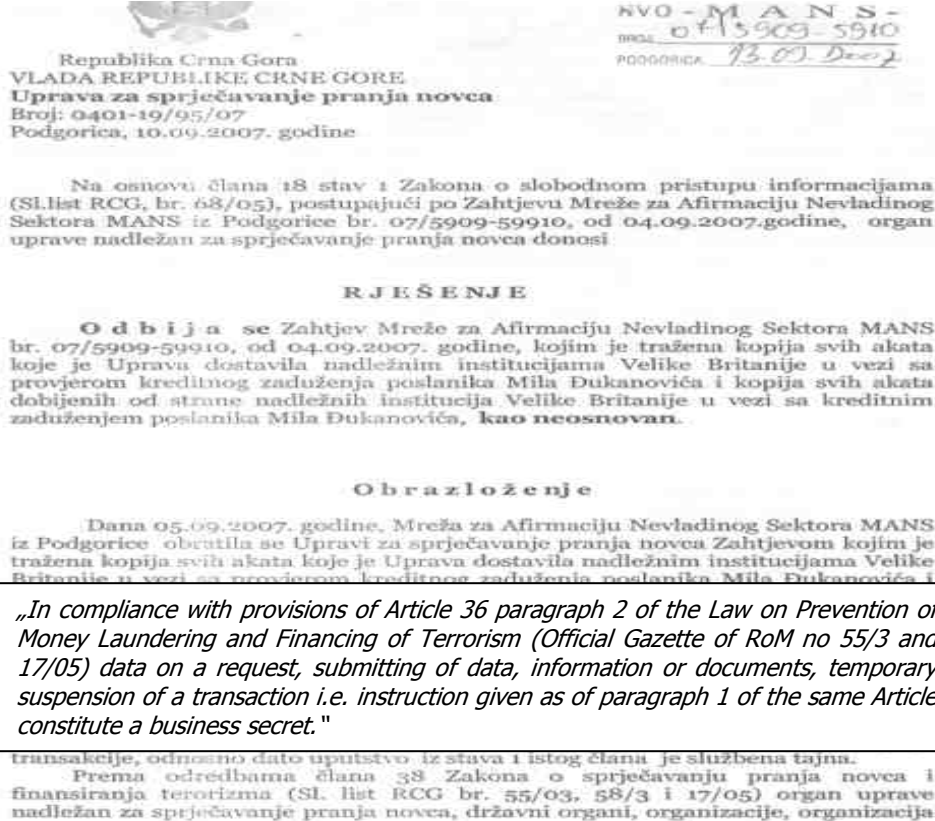 NVO - M A N S -
BROJ 07/5909-5910
PODGORICA 13.09.2007
Republika Crna Gora
VLADA REPUBLIKE CRNE GORE
Uprava za sprječavanje pranja novca
Broj: 0401-19/95/07
Podgorica, 10.09.2007. godine
Na osnovu člana 18 stav 1 Zakona o slobodnom pristupu informacijama
(Sl.list RCG, br. 68/05), postupajući po Zahtjevu Mreže za Afirmaciju Nevladinog
Sektora MANS iz Podgorice br. 07/5909-59910, od 04.09.2007.godine, organ
uprave nadležan za sprječavanje pranja novca donosi
R J E Š E N J E
O d b i j a se Zahtjev Mreže za Afirmaciju Nevladinog Sektora MANS
br. 07/5909-59910, od 04.09.2007. godine, kojim je tražena kopija svih akata
koje je Uprava dostavila nadležnim institucijama Velike Britanije u vezi sa
provjerom kreditnog zaduženja poslanika Mila Đukanovića i kopija svih akata
dobijenih od strane nadležnih institucija Velike Britanije u vezi sa kreditnim
zaduženjem poslanika Mila Đukanovića, kao neosnovan.
O b r a z l o ž e nj e
Dana 05.09.2007. godine, Mreža za Afirmaciju Nevladinog Sektora MANS
iz Podgorice obratila se Upravi za sprječavanje pranja novca Zahtjevom kojim je
tražena kopija svih akata koje je Uprava dostavila nadležnim institucijama Velike
Britanije u vezi sa provjerom kreditnog zaduženja poslanika Mila Đukanovića i
„In compliance with provisions of Article 36 paragraph 2 of the Law on Prevention of
Money Laundering and Financing of Terrorism (Official Gazette of RoM no 55/3 and
17/05) data on a request, submitting of data, information or documents, temporary
suspension of a transaction i.e. instruction given as of paragraph 1 of the same Article
constitute a business secret."
transakcije, odnosno dato uputstvo iz stava 1 istog člana je službena tajna.
Prema odredbama člana 38 Zakona o sprječavanju pranja novca i
finansiranja terorizma (Sl. list RCG br. 55/03, 58/3 i 17/05) organ uprave
nadležan za sprječavanje pranja novca, državni organi, organizacije, organizacija